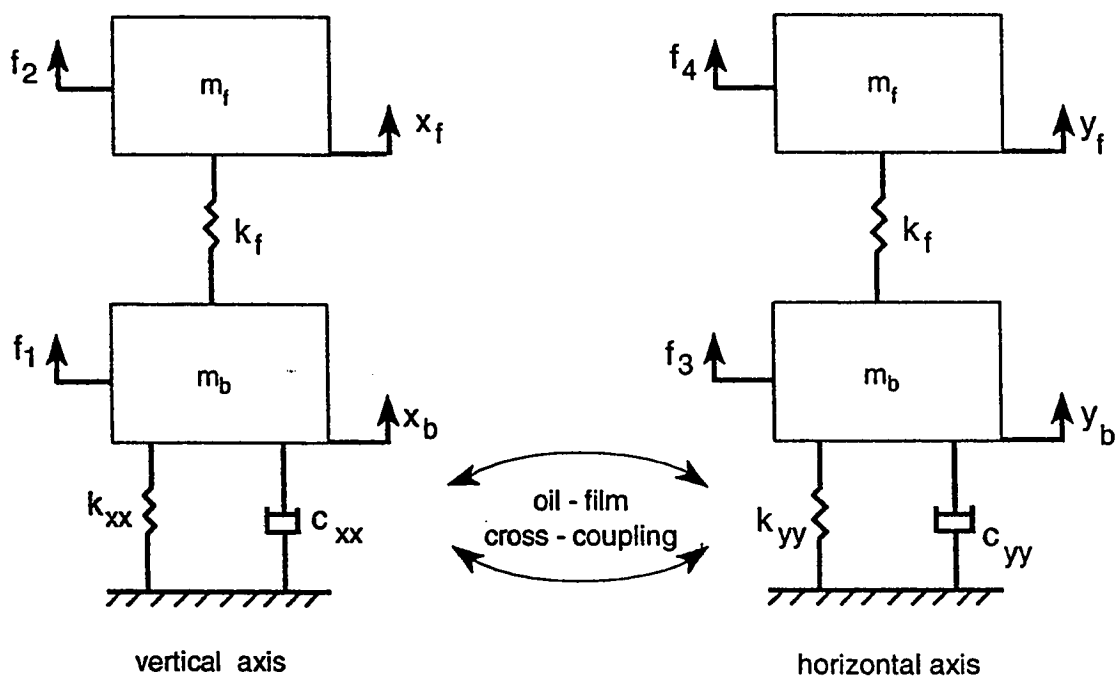 f2
mf
xf
kf
f1
mb
xb
kxx
cxx
vertical axis
oil - film
cross - coupling
f4
mf
yf
kf
f3
mb
yb
kyy
cyy
horizontal axis